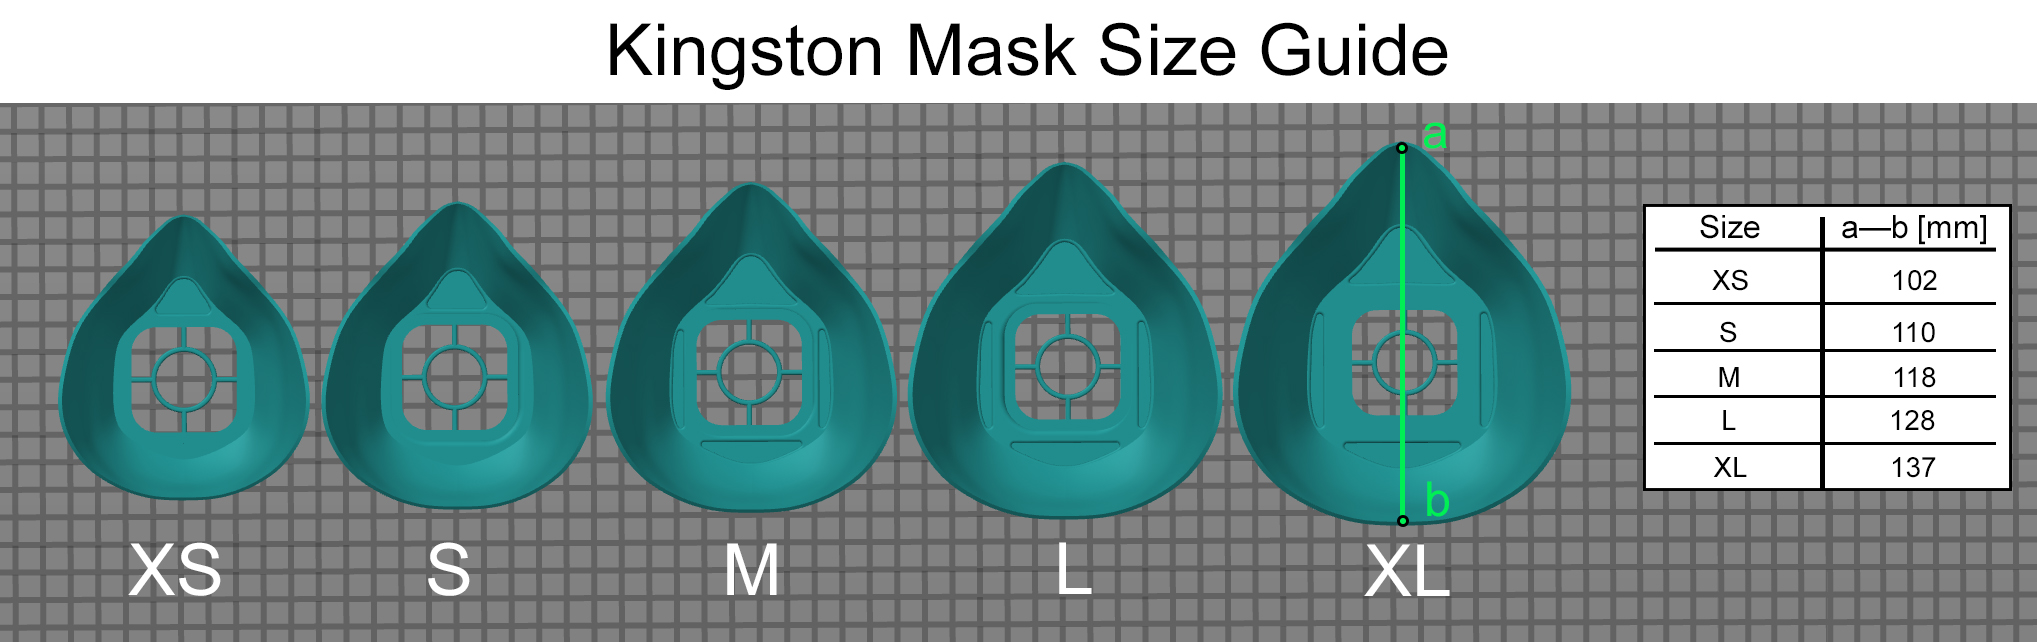 Kingston Mask Size Guide
a
b
XS S M L XL
Size a—b [mm]
XS 102
S 110
M 118
L 128
XL 137